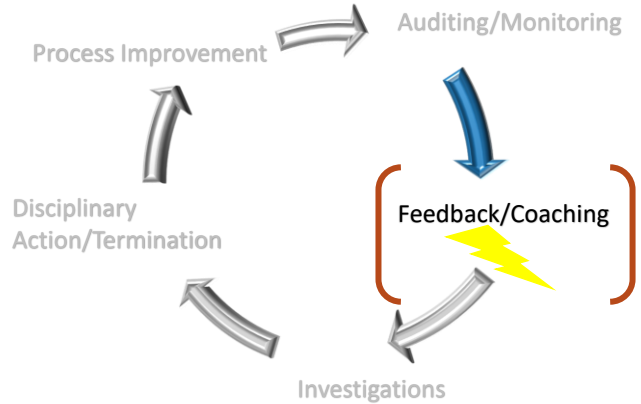 Auditing/Monitoring
Process Improvement
Feedback/Coaching
Disciplinary
Action/Termination
Investigations